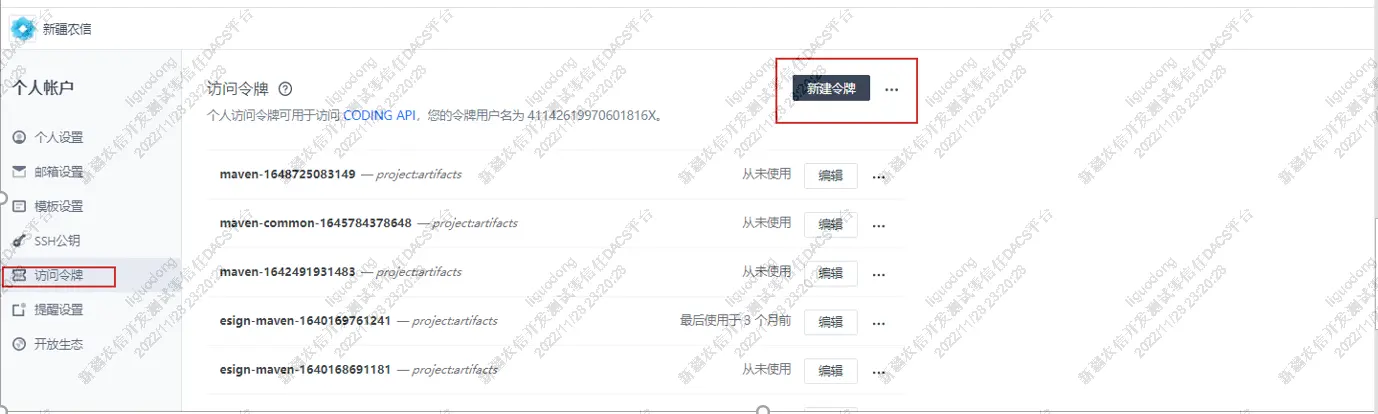 新疆农信
个人帐户
个人设置
邮箱设置
模板设置
SSH公钥
访问令牌
提醒设置
开放生态
访问令牌
新建令牌 ...
个人访问令牌可用于访问 CODING API，您的令牌用户名为 41142619970601816X。
maven-1648725083149 — project:artifacts 从未使用 编辑 ...
maven-common-1645784378648 — project:artifacts 从未使用 编辑 ...
maven-1642491931483 — project:artifacts 从未使用 编辑 ...
esign-maven-1640169761241 — project:artifacts 最后使用于 3 个月前 编辑 ...
esign-maven-1640168691181 — project:artifacts 从未使用 编辑 ...
liguodong
新疆农信开发测试零信任DACS平台
2022/11/28 23:20:28